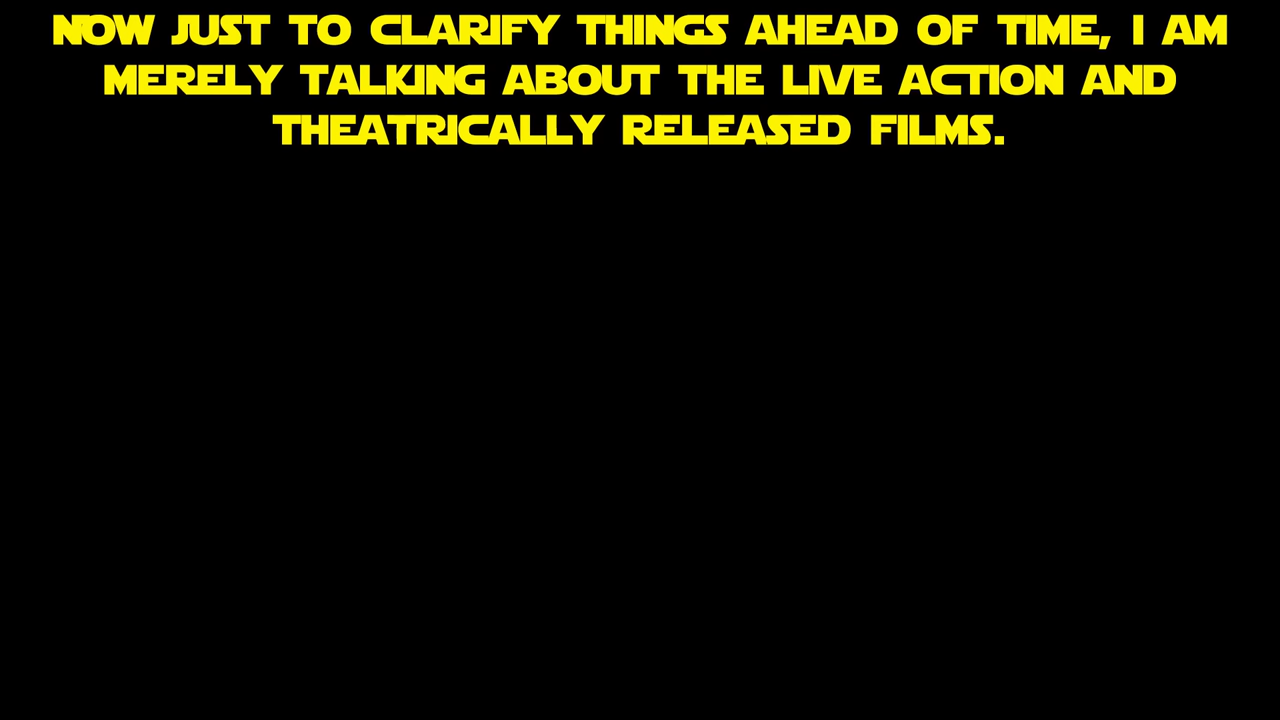 NOW JUST TO CLARIFY THINGS AHEAD OF TIME, I AM
MERELY TALKING ABOUT THE LIVE ACTION AND
THEATRICALLY RELEASED FILMS.